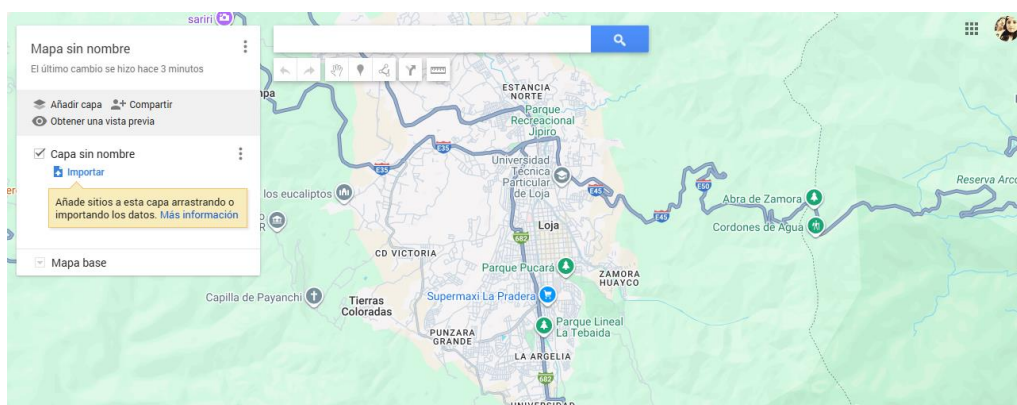 sariri
Mapa sin nombre
El último cambio se hizo hace 3 minutos
Añadir capa
Compartir
Obtener una vista previa
Capa sin nombre
Importar
Añade sitios a esta capa arrastrando o
importando los datos. Más información
Mapa base
ESTANCIA
NORTE
Parque
Recreacional
Jipiro
E35
E35
Universidad
Técnica
Particular
de Loja
los eucaliptos
E45
E50
E45
Reserva Arco
Abra de Zamora
Cordones de Agua
Loja
682
CD VICTORIA
Parque Pucará
ZAMORA
HUAYCO
Capilla de Payanchi
Tierras
Coloradas
Supermaxi La Pradera
PUNZARA
GRANDE
Parque Lineal
La Tebaida
LA ARGELIA
682
UNIVERSIDAD